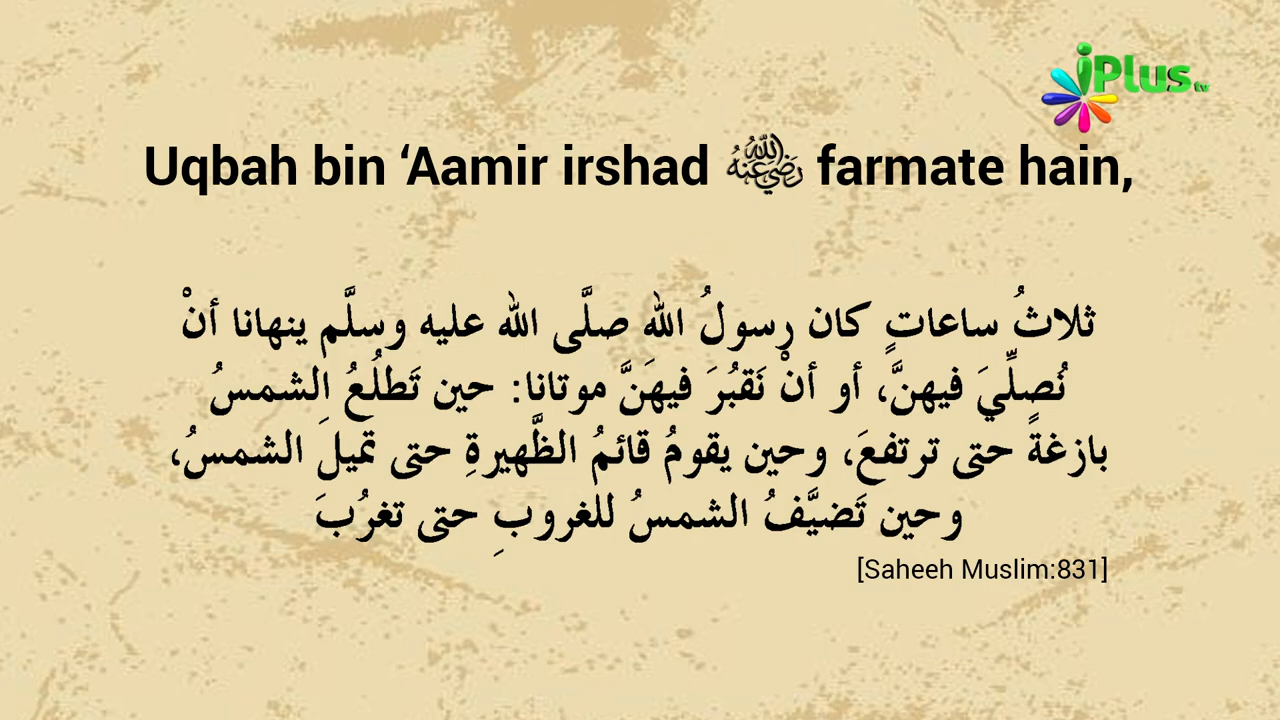 iPlus tv
Uqbah bin ‘Aamir irshad رَضِيَ اللهُ عَنْهُ farmate hain,
ثلاثُ ساعاتٍ كان رسولُ الله صلَّى الله عليه وسلَّم ينهانا أنْ
نُصلِّيَ فيهنَّ، أو أنْ نَقبُرَ فيهَنَّ موتانا: حين تَطلُعُ الشمسُ
بازغةً حتى ترتفعَ، وحين يقومُ قائمُ الظَّهيرةِ حتى تميلَ الشمسُ،
وحين تَضيَّفُ الشمسُ للغروبِ حتى تغرُبَ
[Saheeh Muslim:831]